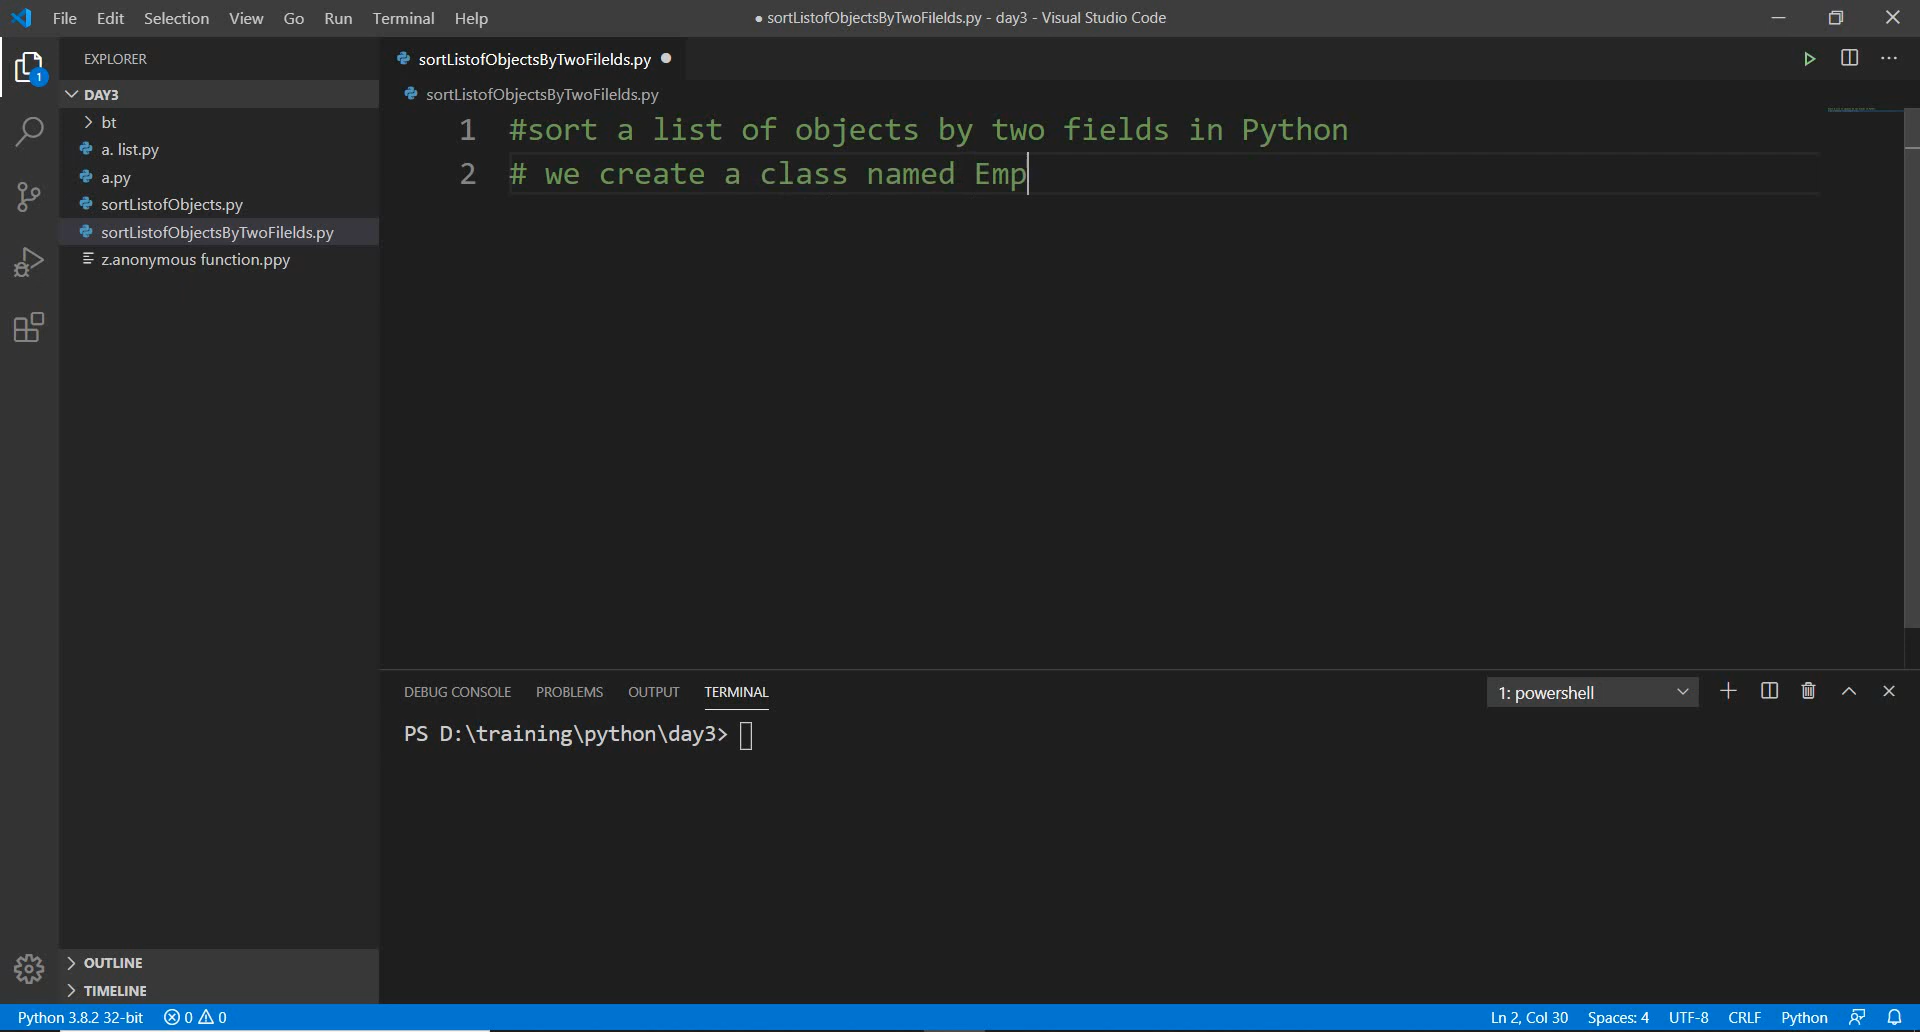 File Edit Selection View Go Run Terminal Help
● sortListofObjectsByTwoFilelds.py - day3 - Visual Studio Code
1
EXPLORER
DAY3
bt
a. list.py
a.py
sortListofObjects.py
sortListofObjectsByTwoFilelds.py
z.anonymous function.ppy
OUTLINE
TIMELINE
sortListofObjectsByTwoFilelds.py
sortListofObjectsByTwoFilelds.py
1 #sort a list of objects by two fields in Python
2 # we create a class named Emp
DEBUG CONSOLE PROBLEMS OUTPUT TERMINAL
1: powershell
PS D:\training\python\day3>
Python 3.8.2 32-bit 0 0 Ln 2, Col 30 Spaces: 4 UTF-8 CRLF Python